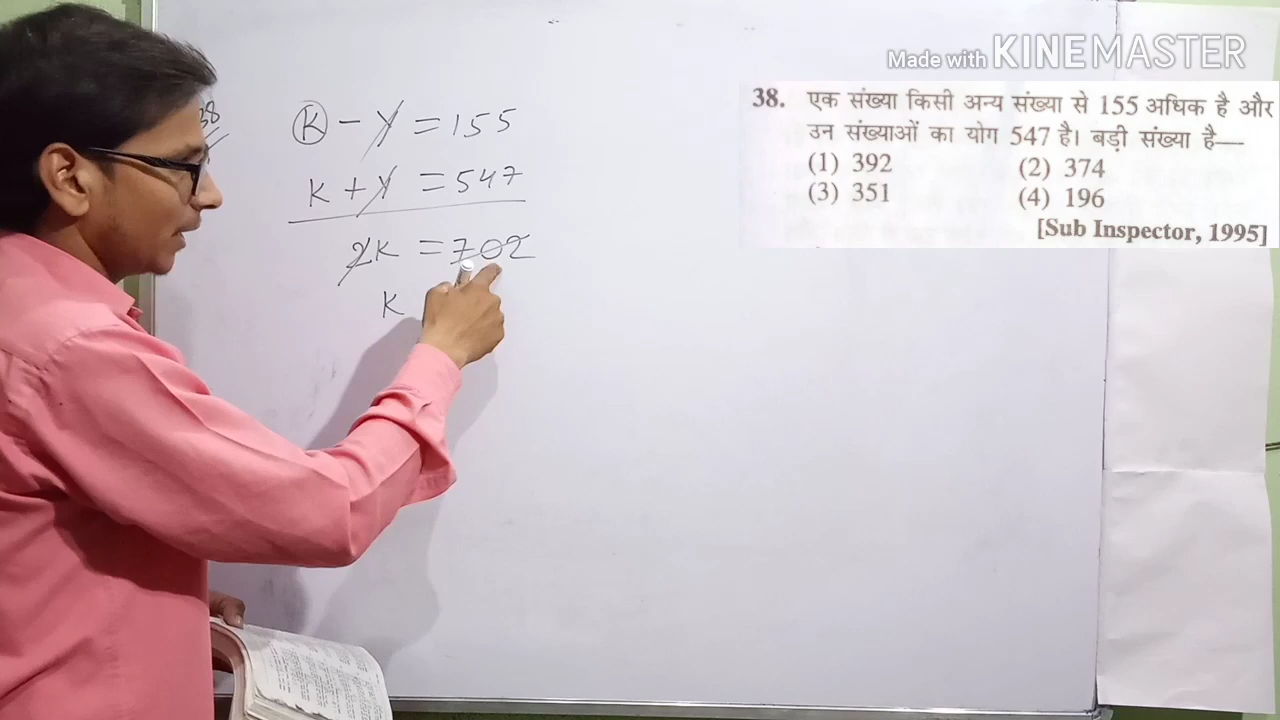 Made with KINEMASTER
38. एक संख्या किसी अन्य संख्या से 155 अधिक है और
उन संख्याओं का योग 547 है। बड़ी संख्या है—
(1) 392 (2) 374
(3) 351 (4) 196
[Sub Inspector, 1995]
38
K - y = 155
K + y = 547
2K = 702
K